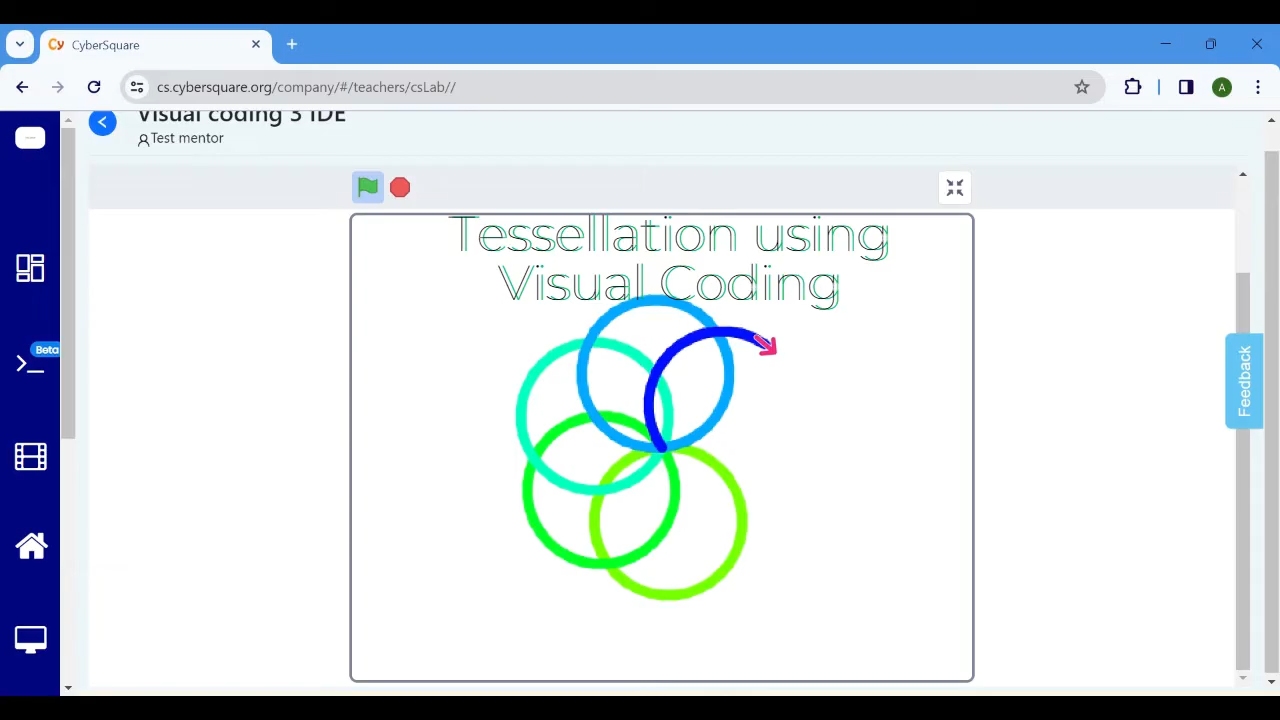 CyberSquare
cs.cybersquare.org/company/#/teachers/csLab//
A
Visual coding 3 IDE
Test mentor
Beta
Tessellation using
Visual Coding
Feedback